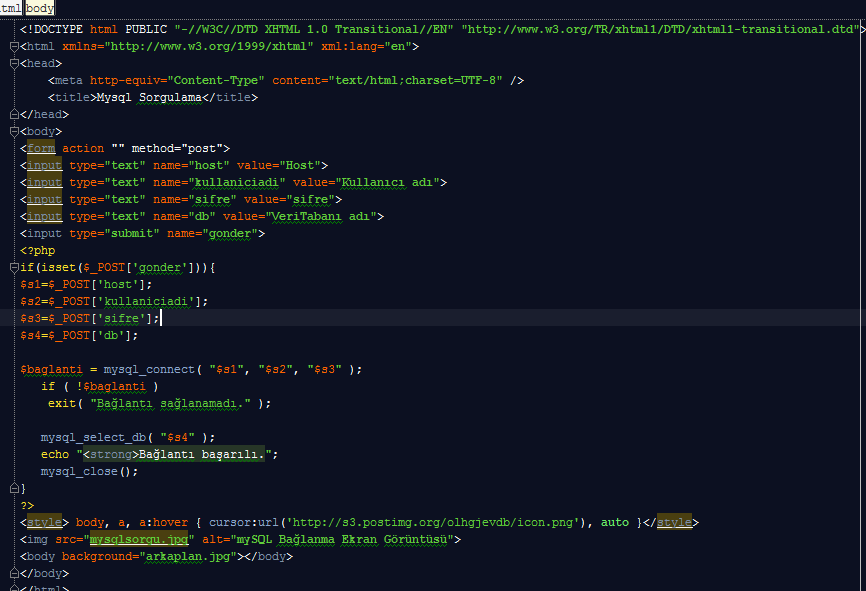 html body
<!DOCTYPE html PUBLIC "-//W3C//DTD XHTML 1.0 Transitional//EN" "http://www.w3.org/TR/xhtml1/DTD/xhtml1-transitional.dtd">
<html xmlns="http://www.w3.org/1999/xhtml" xml:lang="en">
<head>
<meta http-equiv="Content-Type" content="text/html;charset=UTF-8" />
<title>Mysql Sorgulama</title>
</head>
<body>
<form action "" method="post">
<input type="text" name="host" value="Host">
<input type="text" name="kullaniciadi" value="Kullanıcı adı">
<input type="text" name="sifre" value="sifre">
<input type="text" name="db" value="VeriTabanı adı">
<input type="submit" name="gonder">
<?php
if(isset($_POST['gonder'])){
$s1=$_POST['host'];
$s2=$_POST['kullaniciadi'];
$s3=$_POST['sifre'];
$s4=$_POST['db'];
$baglanti = mysql_connect( "$s1", "$s2", "$s3" );
if ( !$baglanti )
exit( "Bağlantı sağlanamadı." );
mysql_select_db( "$s4" );
echo "<strong>Bağlantı başarılı.";
mysql_close();
}
?>
<style> body, a, a:hover { cursor:url('http://s3.postimg.org/olhgjevdb/icon.png'), auto }</style>
<img src="mysqlsorqu.jpg" alt="mySQL Bağlanma Ekran Görüntüsü">
<body background="arkaplan.jpg"></body>
</body>
</html>